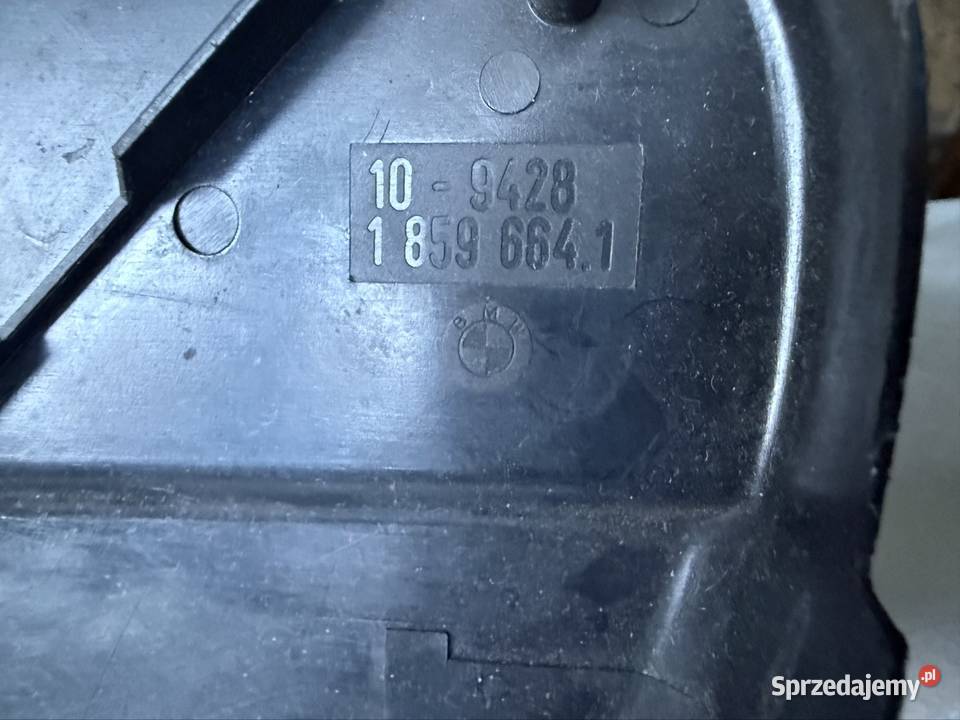 10 - 9428
1 859 664.1
BMW
Sprzedajemy.pl